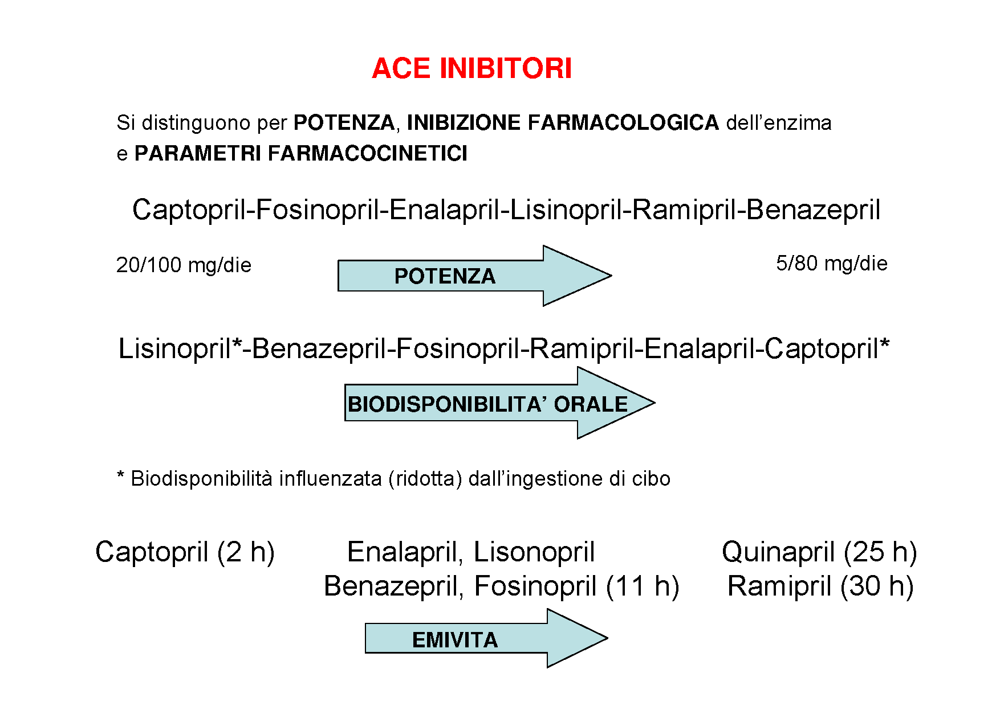 ACE INIBITORI
Si distinguono per POTENZA, INIBIZIONE FARMACOLOGICA dell’enzima
e PARAMETRI FARMACOCINETICI
Captopril-Fosinopril-Enalapril-Lisinopril-Ramipril-Benazepril
20/100 mg/die
POTENZA
5/80 mg/die
Lisinopril*-Benazepril-Fosinopril-Ramipril-Enalapril-Captopril*
BIODISPONIBILITA’ ORALE
* Biodisponibilità influenzata (ridotta) dall’ingestione di cibo
Captopril (2 h)
Enalapril, Lisonopril
Benazepril, Fosinopril (11 h)
Quinapril (25 h)
Ramipril (30 h)
EMIVITA